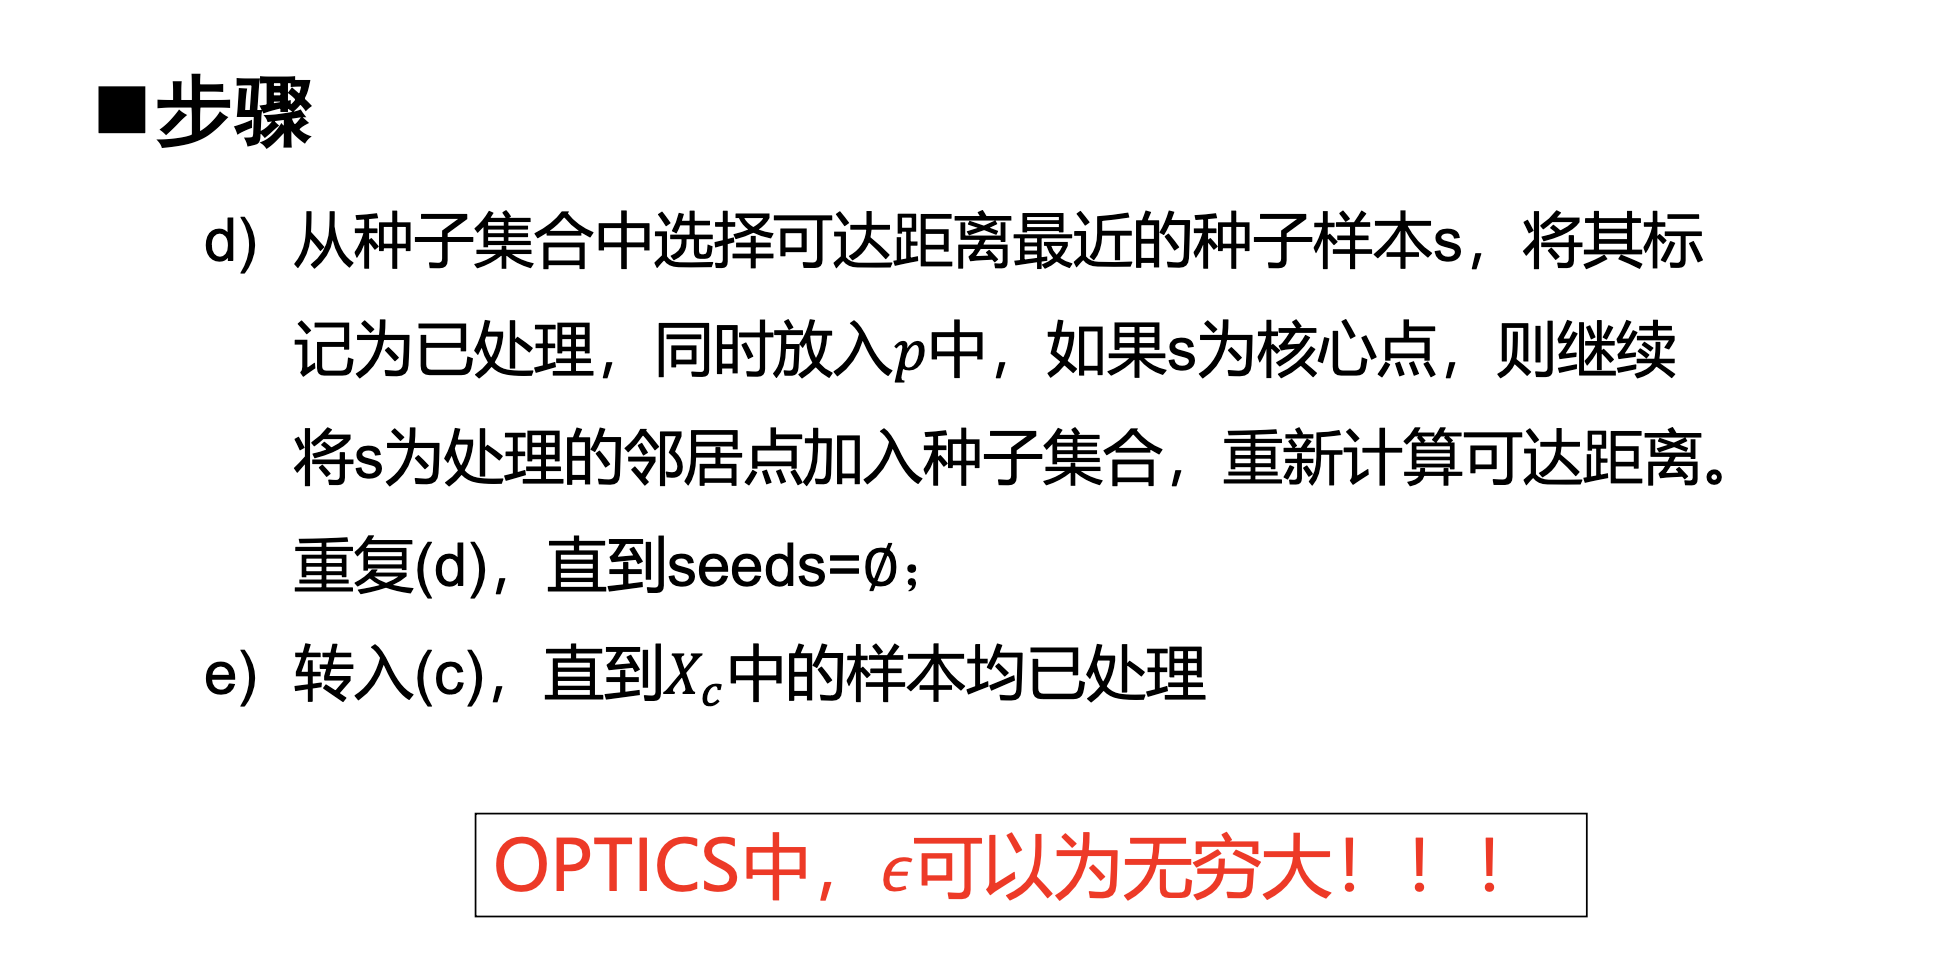 ■步骤
d) 从种子集合中选择可达距离最近的种子样本s，将其标
记为已处理，同时放入p中，如果s为核心点，则继续
将s为处理的邻居点加入种子集合，重新计算可达距离。
重复(d)，直到seeds=∅；
e) 转入(c)，直到X_c中的样本均已处理
OPTICS中，ϵ可以为无穷大！！！